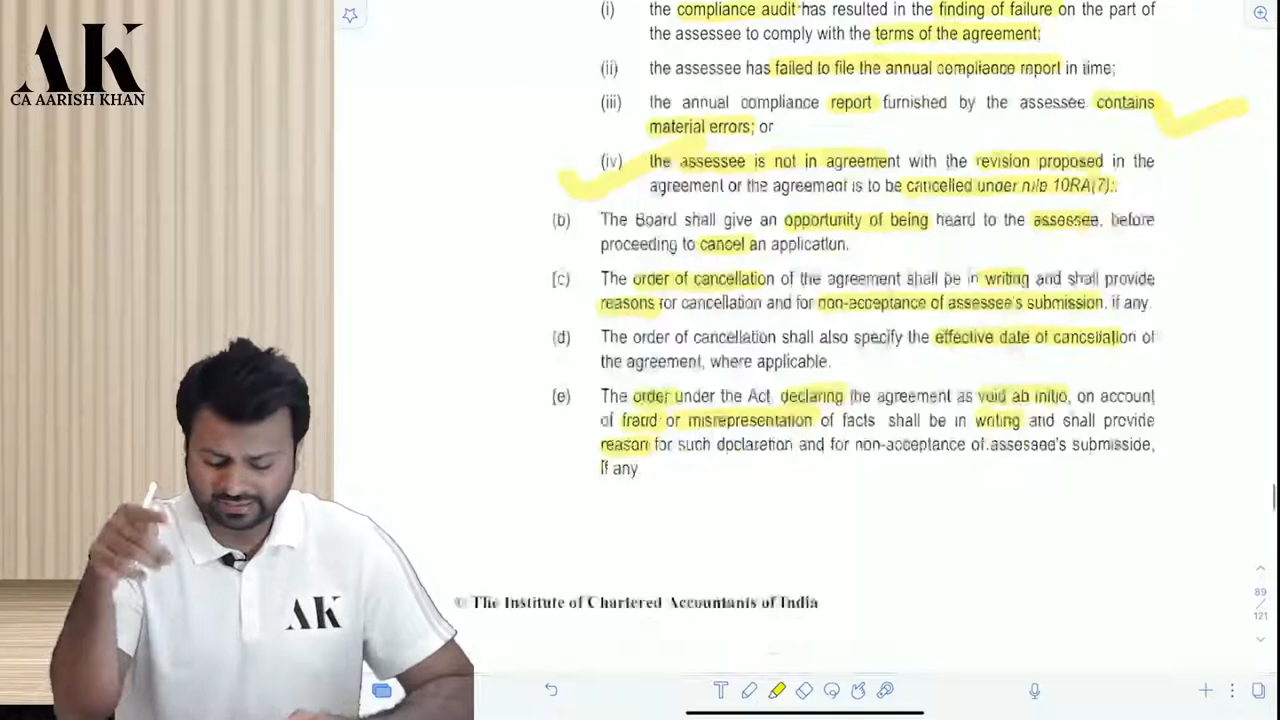 AK
CA AARISH KHAN
(i) the compliance audit has resulted in the finding of failure on the part of
the assessee to comply with the terms of the agreement;
(ii) the assessee has failed to file the annual compliance report in time;
(iii) the annual compliance report furnished by the assessee contains
material errors; or
(iv) the assessee is not in agreement with the revision proposed in the
agreement or the agreement is to be cancelled under rule 10RA(7).
(b) The Board shall give an opportunity of being heard to the assessee, before
proceeding to cancel an application.
(c) The order of cancellation of the agreement shall be in writing and shall provide
reasons for cancellation and for non-acceptance of assessee's submission, if any.
(d) The order of cancellation shall also specify the effective date of cancellation of
the agreement, where applicable.
(e) The order under the Act, declaring the agreement as void ab initio, on account
of fraud or misrepresentation of facts shall be in writing and shall provide
reason for such declaration and for non-acceptance of assessee's submission,
if any
© The Institute of Chartered Accountants of India
AK
89
121